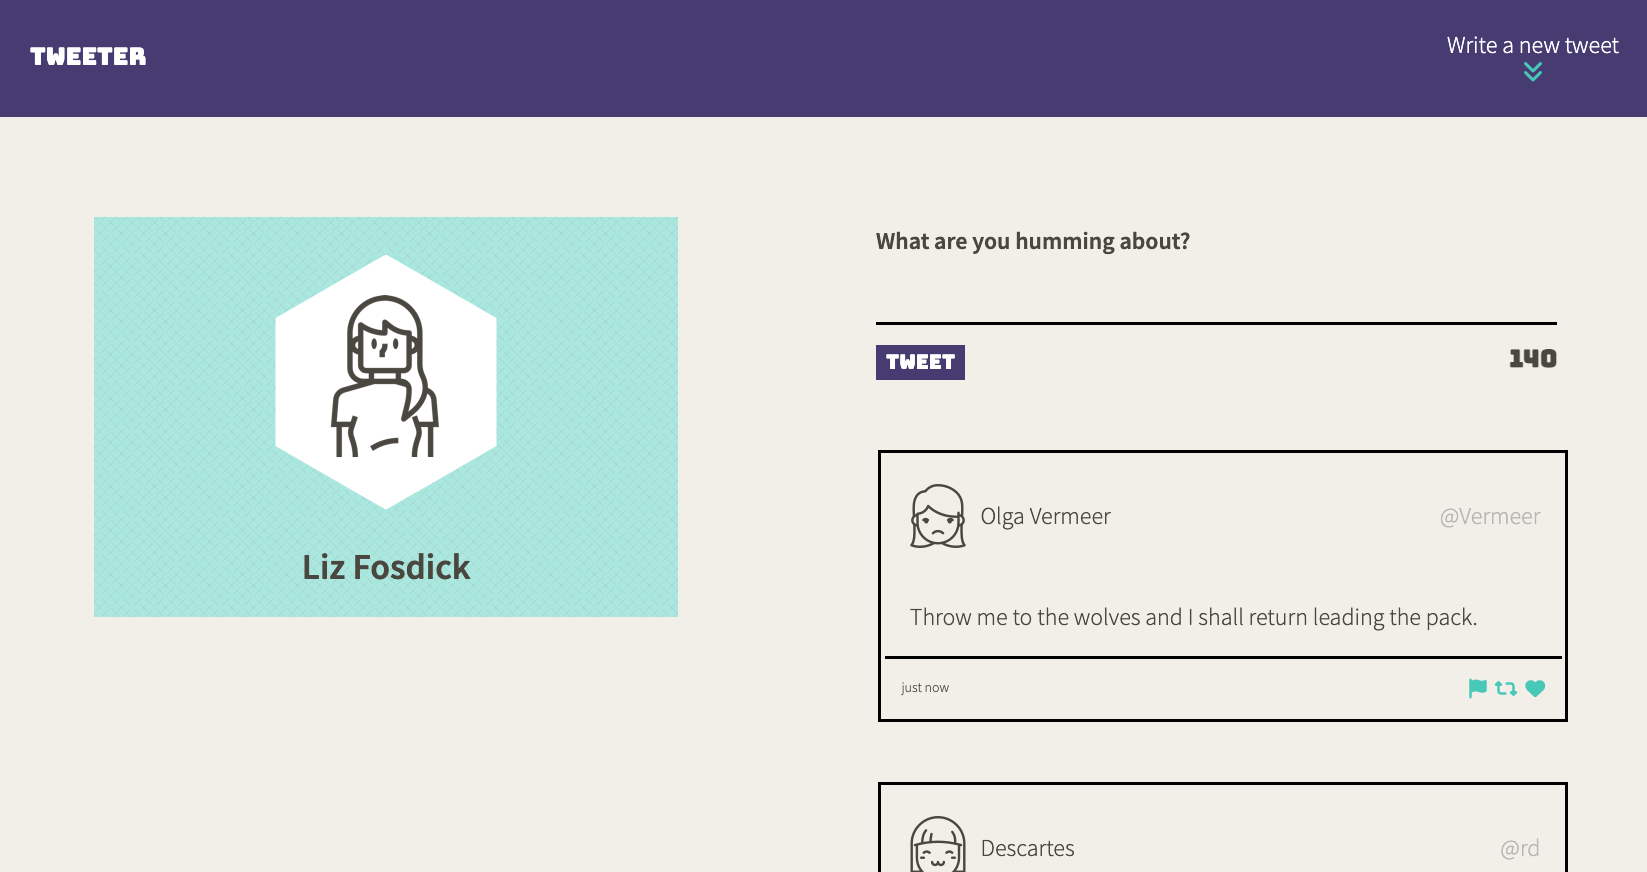 TWEETER
Write a new tweet
Liz Fosdick
What are you humming about?
TWEET
140
Olga Vermeer
@Vermeer
Throw me to the wolves and I shall return leading the pack.
just now
Descartes
@rd